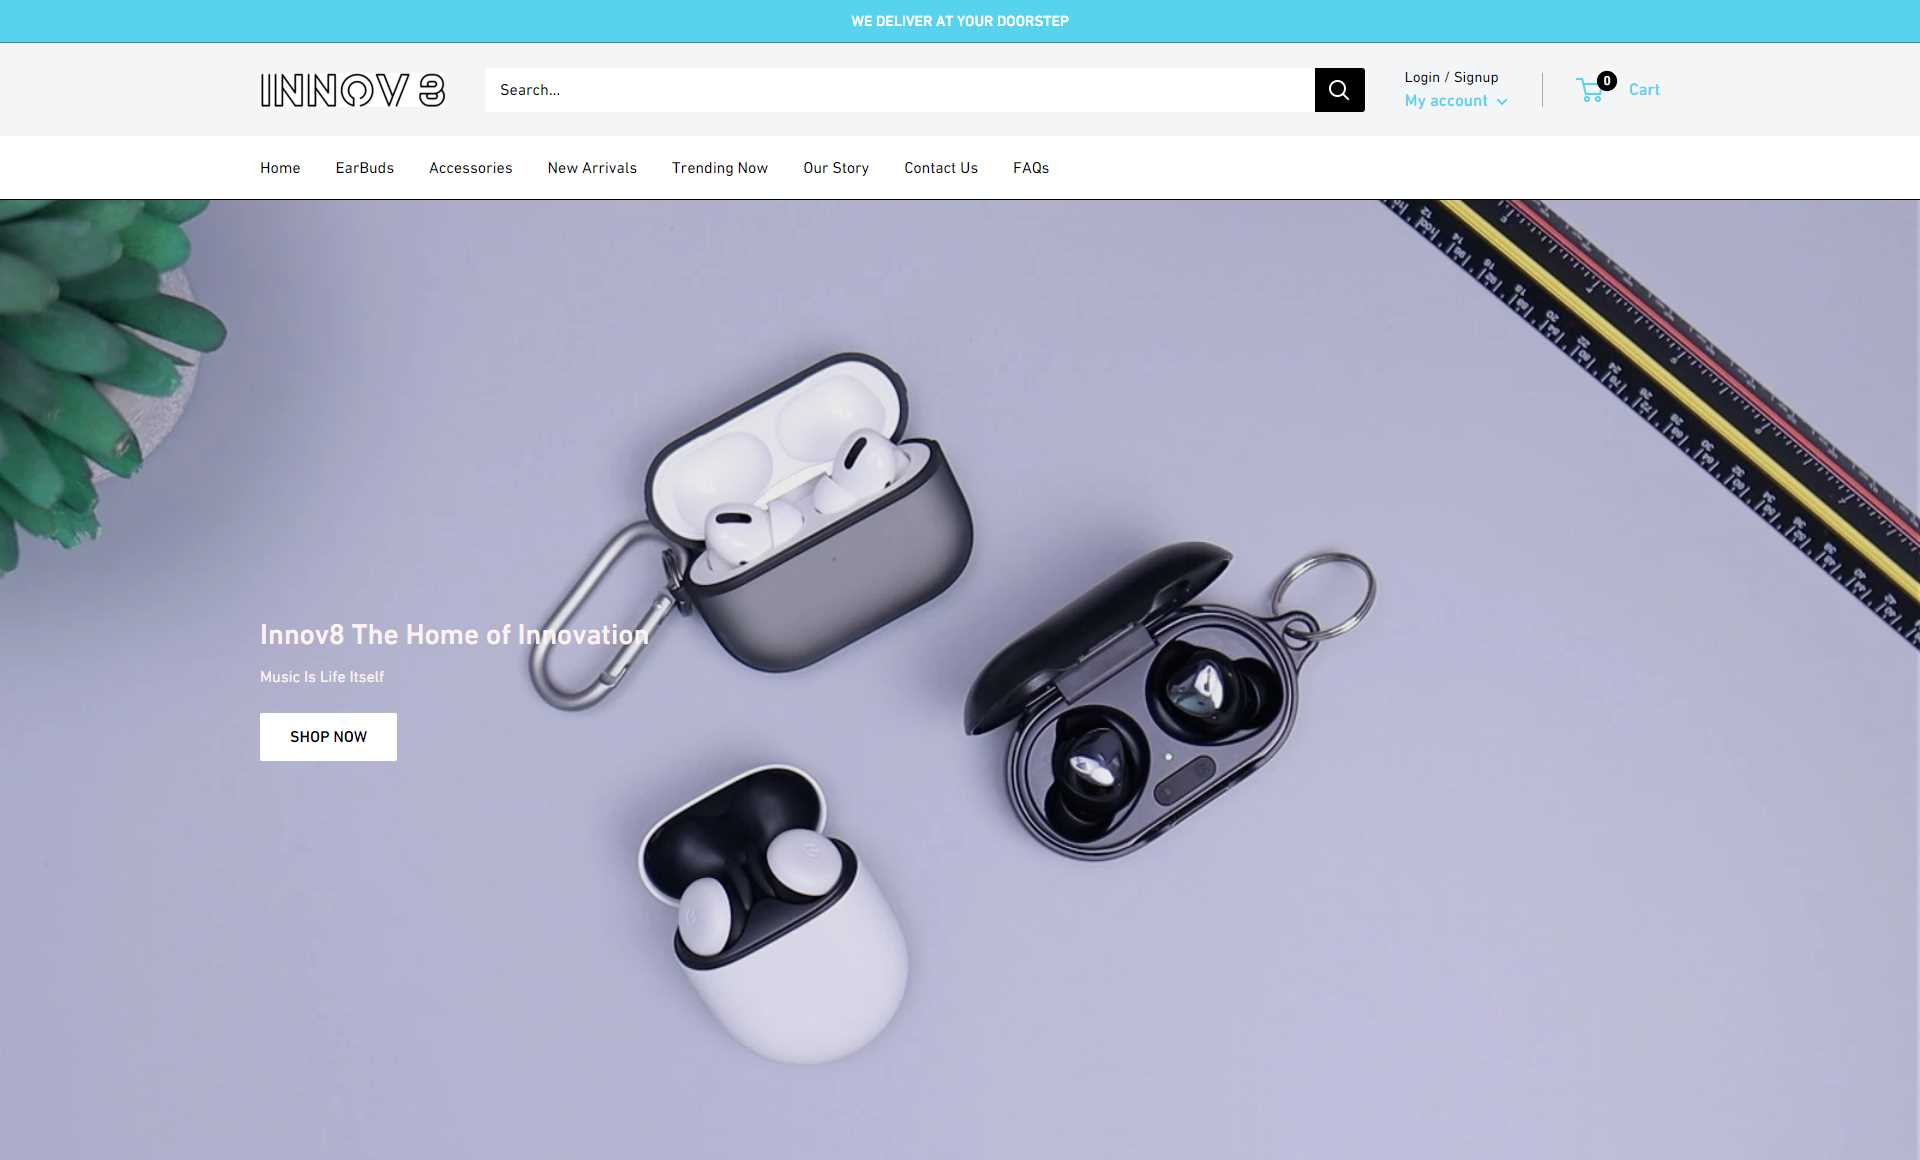 WE DELIVER AT YOUR DOORSTEP
INNOV8
Search...
Login / Signup
My account
0
Cart
Home
EarBuds
Accessories
New Arrivals
Trending Now
Our Story
Contact Us
FAQs
Innov8 The Home of Innovation
Music Is Life Itself
SHOP NOW